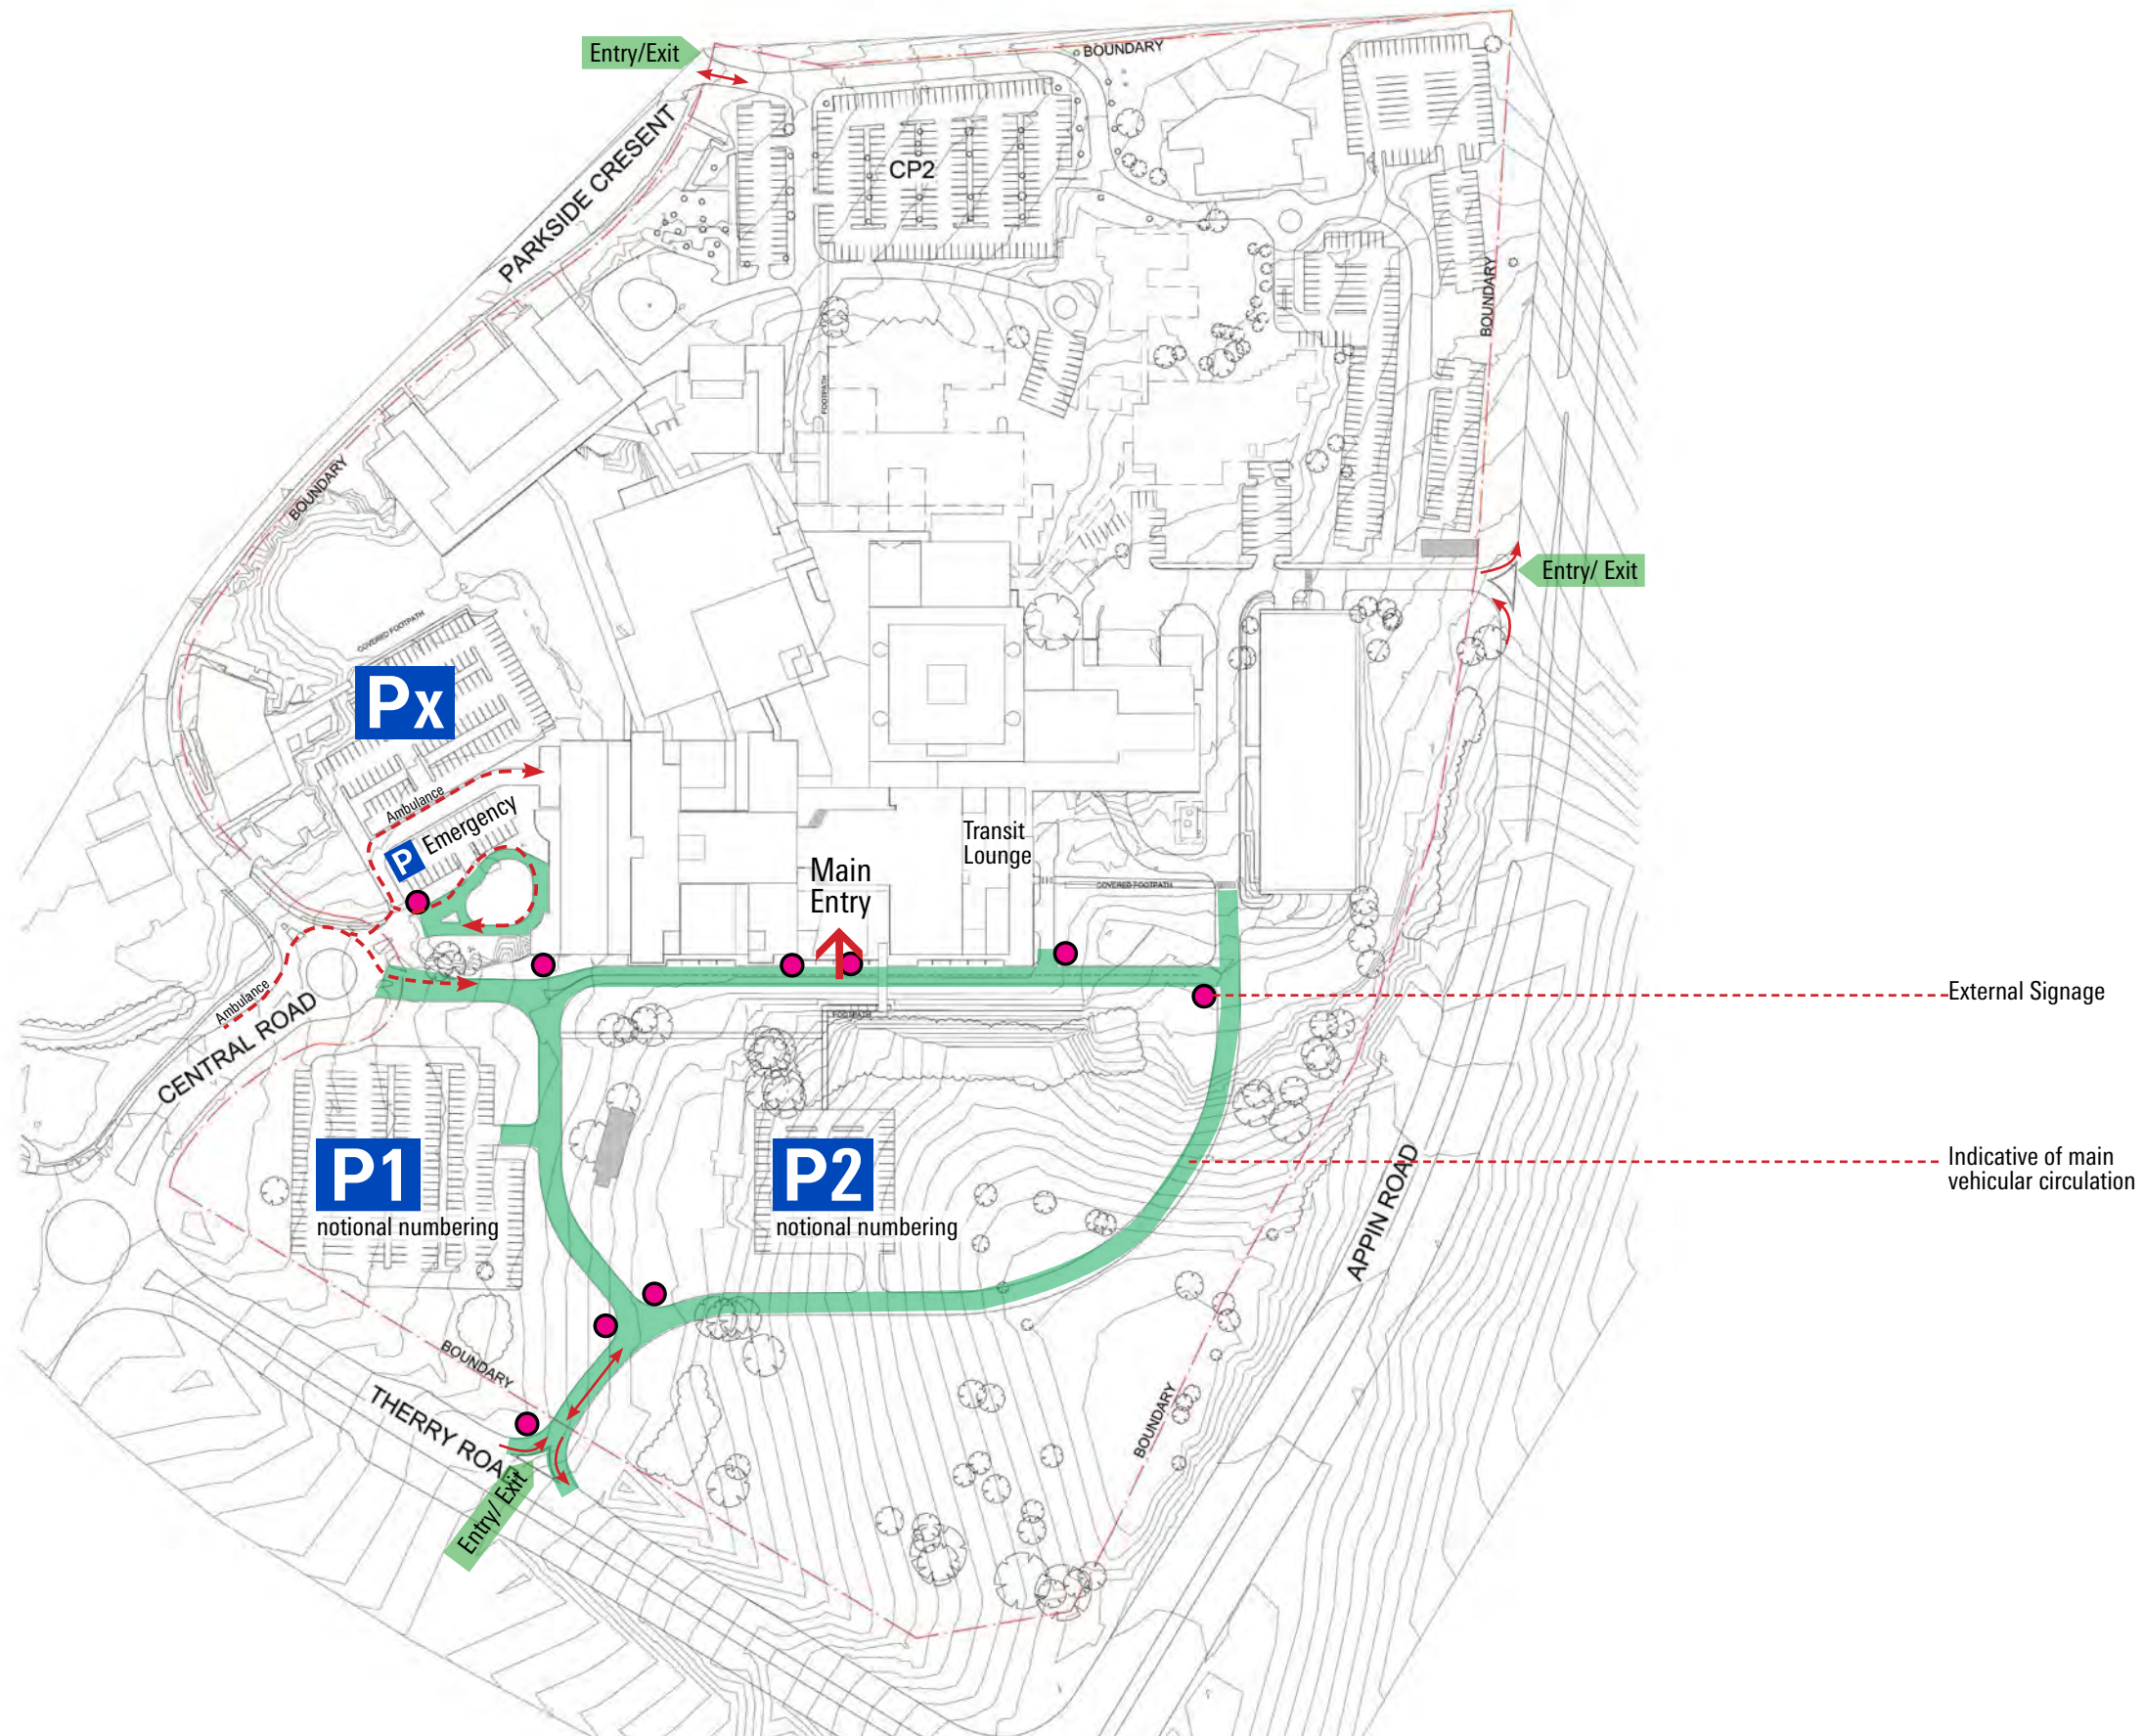 Entry/Exit
BOUNDARY
PARKSIDE CRESENT
CP2
BOUNDARY
FOOTPATH
BOUNDARY
Entry/ Exit
COVERED FOOTPATH
Px
Ambulance
Emergency
P
Transit
Lounge
Main
Entry
COVERED FOOTPATH
Ambulance
CENTRAL ROAD
External Signage
FOOTPATH
P1
notional numbering
P2
notional numbering
Indicative of main
vehicular circulation
APPIN ROAD
BOUNDARY
THERRY ROA
BOUNDARY
Entry/ Exit